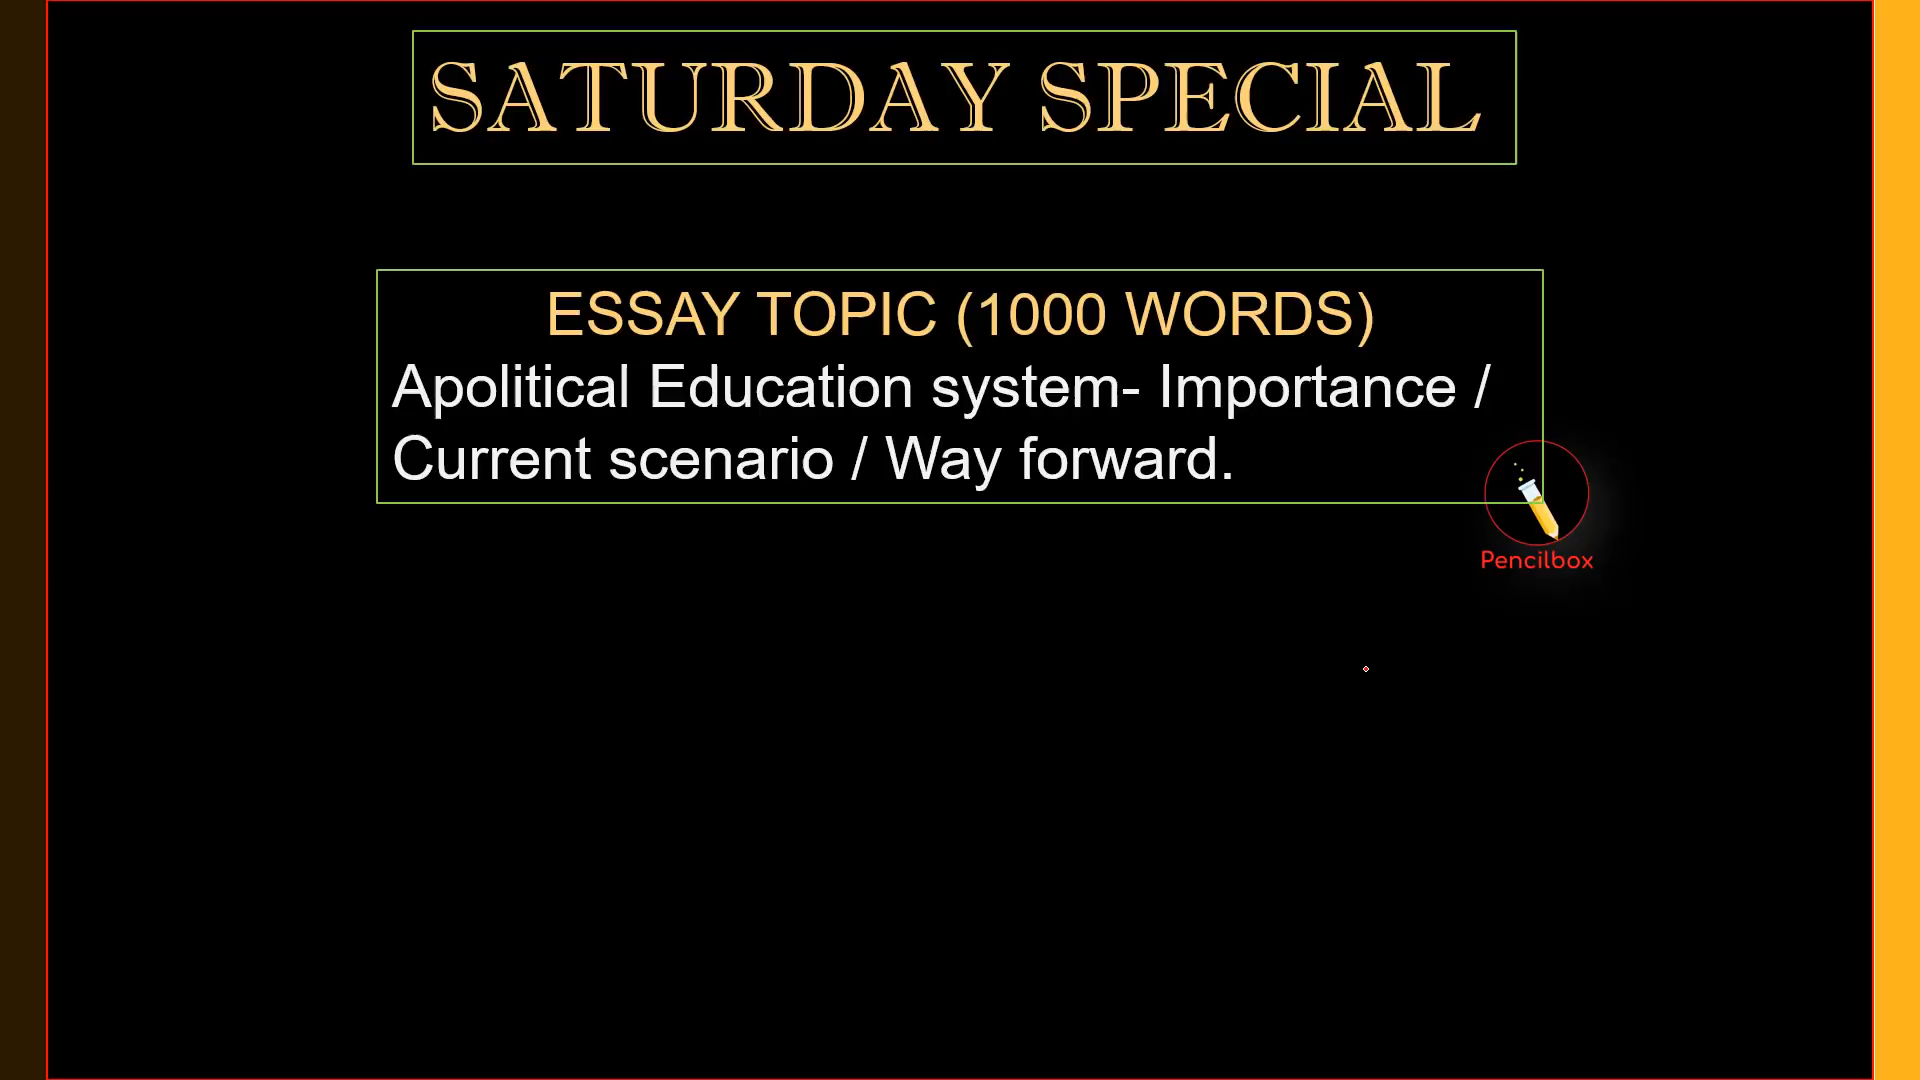 SATURDAY SPECIAL
ESSAY TOPIC (1000 WORDS)
Apolitical Education system- Importance /
Current scenario / Way forward.
Pencilbox